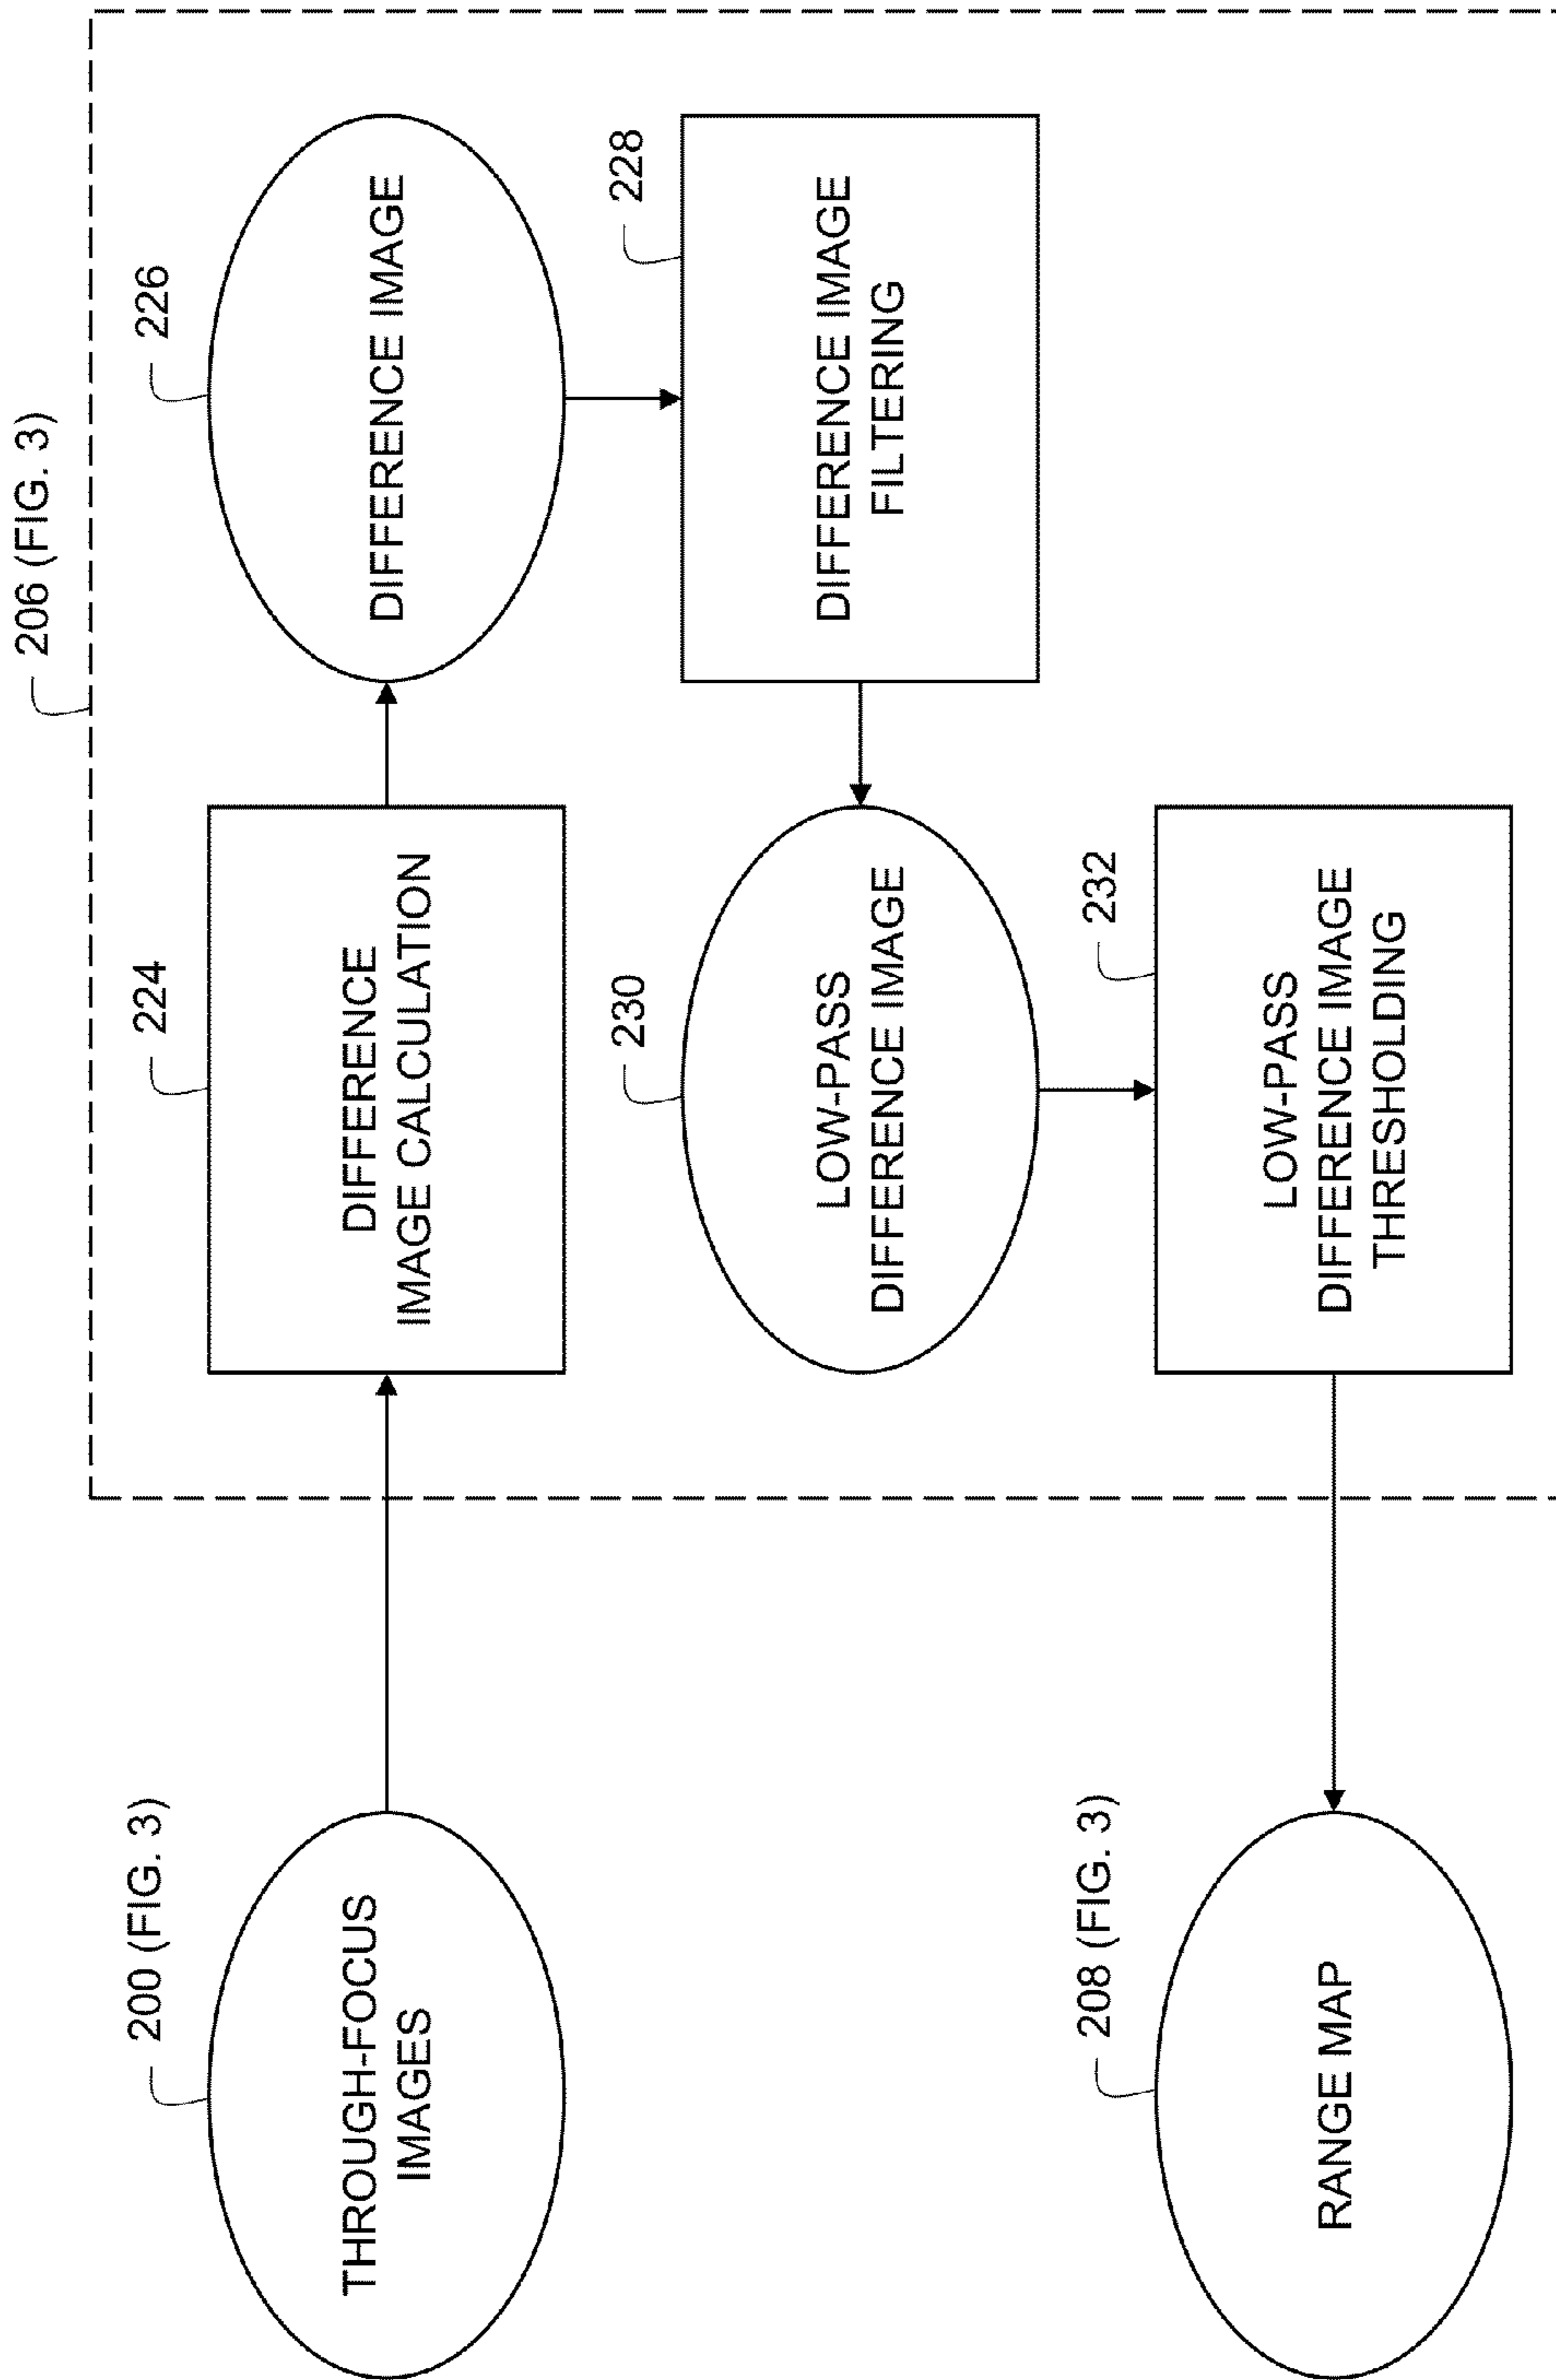 206 (FIG. 3)
200 (FIG. 3)
THROUGH-FOCUS
IMAGES
224
DIFFERENCE
IMAGE CALCULATION
226
DIFFERENCE IMAGE
228
DIFFERENCE IMAGE
FILTERING
230
LOW-PASS
DIFFERENCE IMAGE
232
LOW-PASS
DIFFERENCE IMAGE
THRESHOLDING
208 (FIG. 3)
RANGE MAP